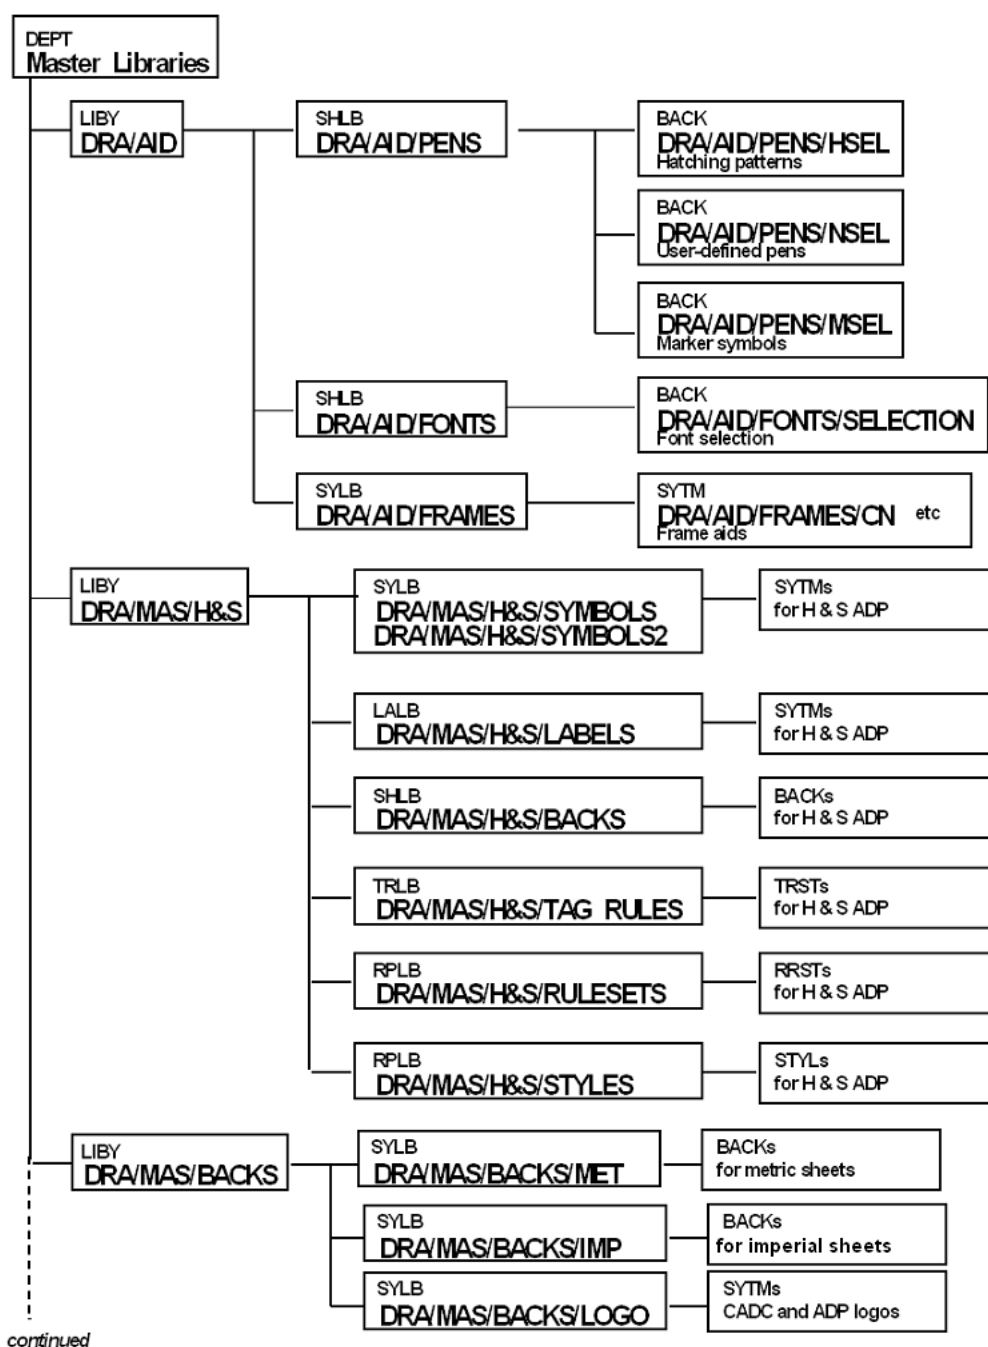 DEPT
Master Libraries
LIBY
DRA/AID
SHLB
DRA/AID/PENS
BACK
DRA/AID/PENS/HSEL
Hatching patterns
BACK
DRA/AID/PENS/NSEL
User-defined pens
BACK
DRA/AID/PENS/MSEL
Marker symbols
SHLB
DRA/AID/FONTS
BACK
DRA/AID/FONTS/SELECTION
Font selection
SYLB
DRA/AID/FRAMES
SYTM
DRA/AID/FRAMES/CN etc
Frame aids
LIBY
DRA/MAS/H&S
SYLB
DRA/MAS/H&S/SYMBOLS
DRA/MAS/H&S/SYMBOLS2
SYTMs
for H & S ADP
LALB
DRA/MAS/H&S/LABELS
SYTMs
for H & S ADP
SHLB
DRA/MAS/H&S/BACKS
BACKs
for H & S ADP
TRLB
DRA/MAS/H&S/TAG RULES
TRSTs
for H & S ADP
RPLB
DRA/MAS/H&S/RULESETS
RRSTs
for H & S ADP
RPLB
DRA/MAS/H&S/STYLES
STYLs
for H & S ADP
LIBY
DRA/MAS/BACKS
SYLB
DRA/MAS/BACKS/MET
BACKs
for metric sheets
SYLB
DRA/MAS/BACKS/IMP
BACKs
for imperial sheets
SYLB
DRA/MAS/BACKS/LOGO
SYTMs
CADC and ADP logos
continued